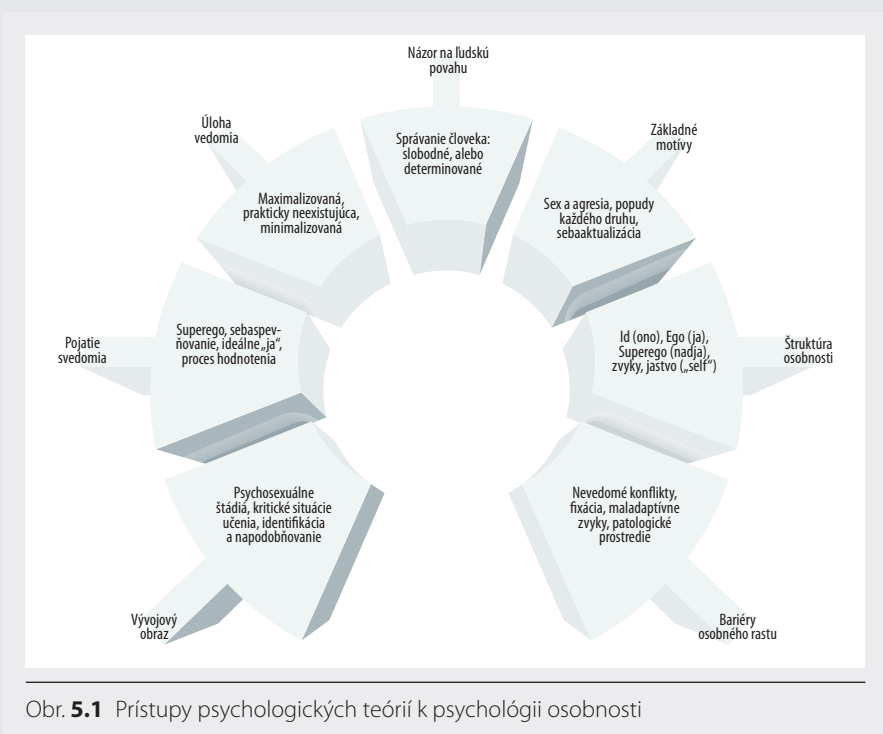 Názor na ľudskú
povahu
Správanie človeka:
slobodné, alebo
determinované
Základné
motívy
Sex a agresia, popudy
každého druhu,
sebaaktualizácia
Štruktúra
osobnosti
Id (ono), Ego (ja),
Superego (nadja),
zvyky, jastvo („self“)
Bariéry
osobného rastu
Nevedomé konflikty,
fixácia, maladaptívne
zvyky, patologické
prostredie
Vývojový
obraz
Psychosexuálne
štádiá, kritické situácie
učenia, identifikácia
a napodobňovanie
Pojatie
svedomia
Superego, sebaspev-
ňovanie, ideálne „ja“,
proces hodnotenia
Úloha
vedomia
Maximalizovaná,
prakticky neexistujúca,
minimalizovaná
Obr. 5.1 Prístupy psychologických teórií k psychológii osobnosti